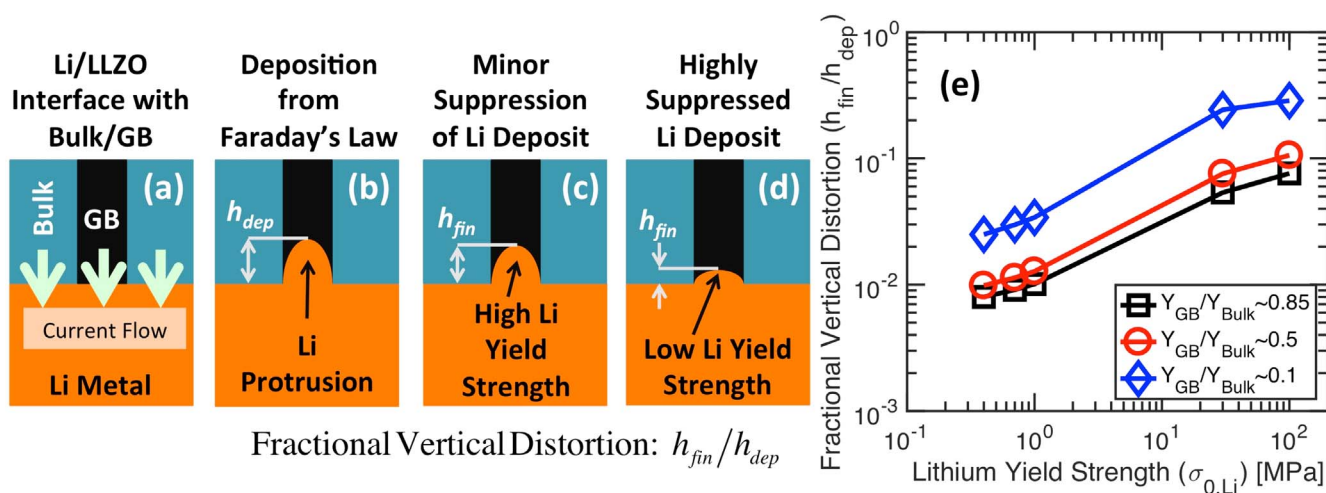 Li/LLZO
Interface with
Bulk/GB
Bulk
GB
(a)
Current Flow
Li Metal
Deposition
from
Faraday's Law
(b)
h_dep
Li
Protrusion
Minor
Suppression
of Li Deposit
(c)
h_fin
High Li
Yield
Strength
Highly
Suppressed
Li Deposit
(d)
h_fin
Low Li Yield
Strength
Fractional Vertical Distortion: h_fin/h_dep
(e)
Fractional Vertical Distortion (h_fin/h_dep)
10^0
10^-1
10^-2
10^-3
Y_GB/Y_Bulk~0.85
Y_GB/Y_Bulk~0.5
Y_GB/Y_Bulk~0.1
10^-1 10^0 10^1 10^2
Lithium Yield Strength (σ_0,Li) [MPa]